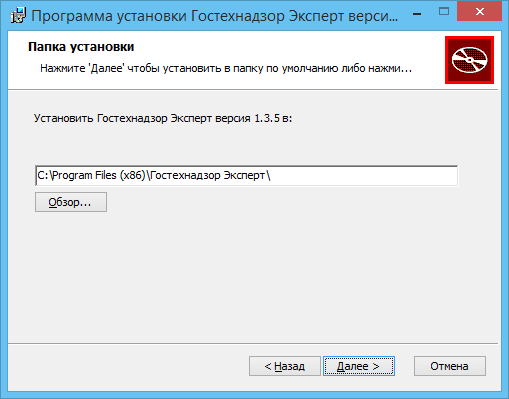 Программа установки Гостехнадзор Эксперт верси...
Папка установки
Нажмите 'Далее' чтобы установить в папку по умолчанию либо нажми...
Установить Гостехнадзор Эксперт версия 1.3.5 в:
C:\Program Files (x86)\Гостехнадзор Эксперт\
Обзор...
< Назад
Далее >
Отмена